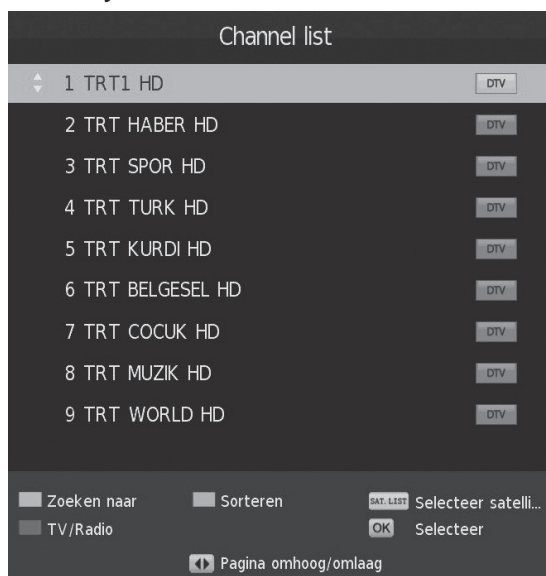 Channel list
1 TRT1 HD DTV
2 TRT HABER HD DTV
3 TRT SPOR HD DTV
4 TRT TURK HD DTV
5 TRT KURDI HD DTV
6 TRT BELGESEL HD DTV
7 TRT COCUK HD DTV
8 TRT MUZIK HD DTV
9 TRT WORLD HD DTV
Zoeken naar Sorteren SAT.LIST Selecteer satelli...
TV/Radio OK Selecteer
Pagina omhoog/omlaag